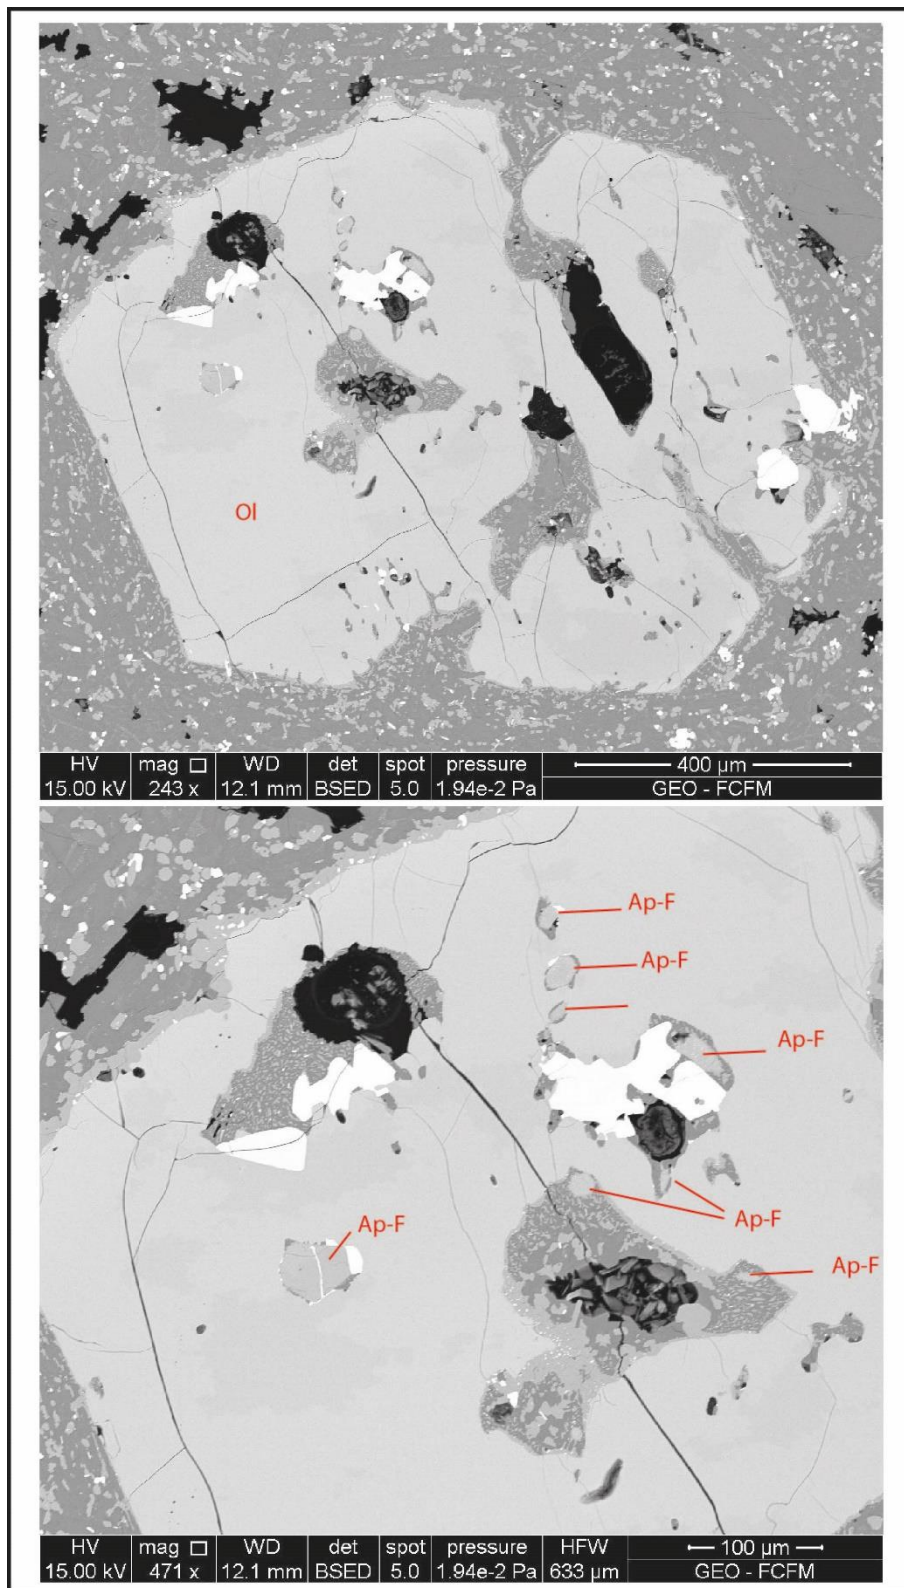 Ol
HV mag □ WD det spot pressure 400 µm
15.00 kV 243 x 12.1 mm BSED 5.0 1.94e-2 Pa GEO - FCFM
Ap-F
Ap-F
Ap-F
Ap-F
Ap-F
Ap-F
HV mag □ WD det spot pressure HFW 100 µm
15.00 kV 471 x 12.1 mm BSED 5.0 1.94e-2 Pa 633 µm GEO - FCFM